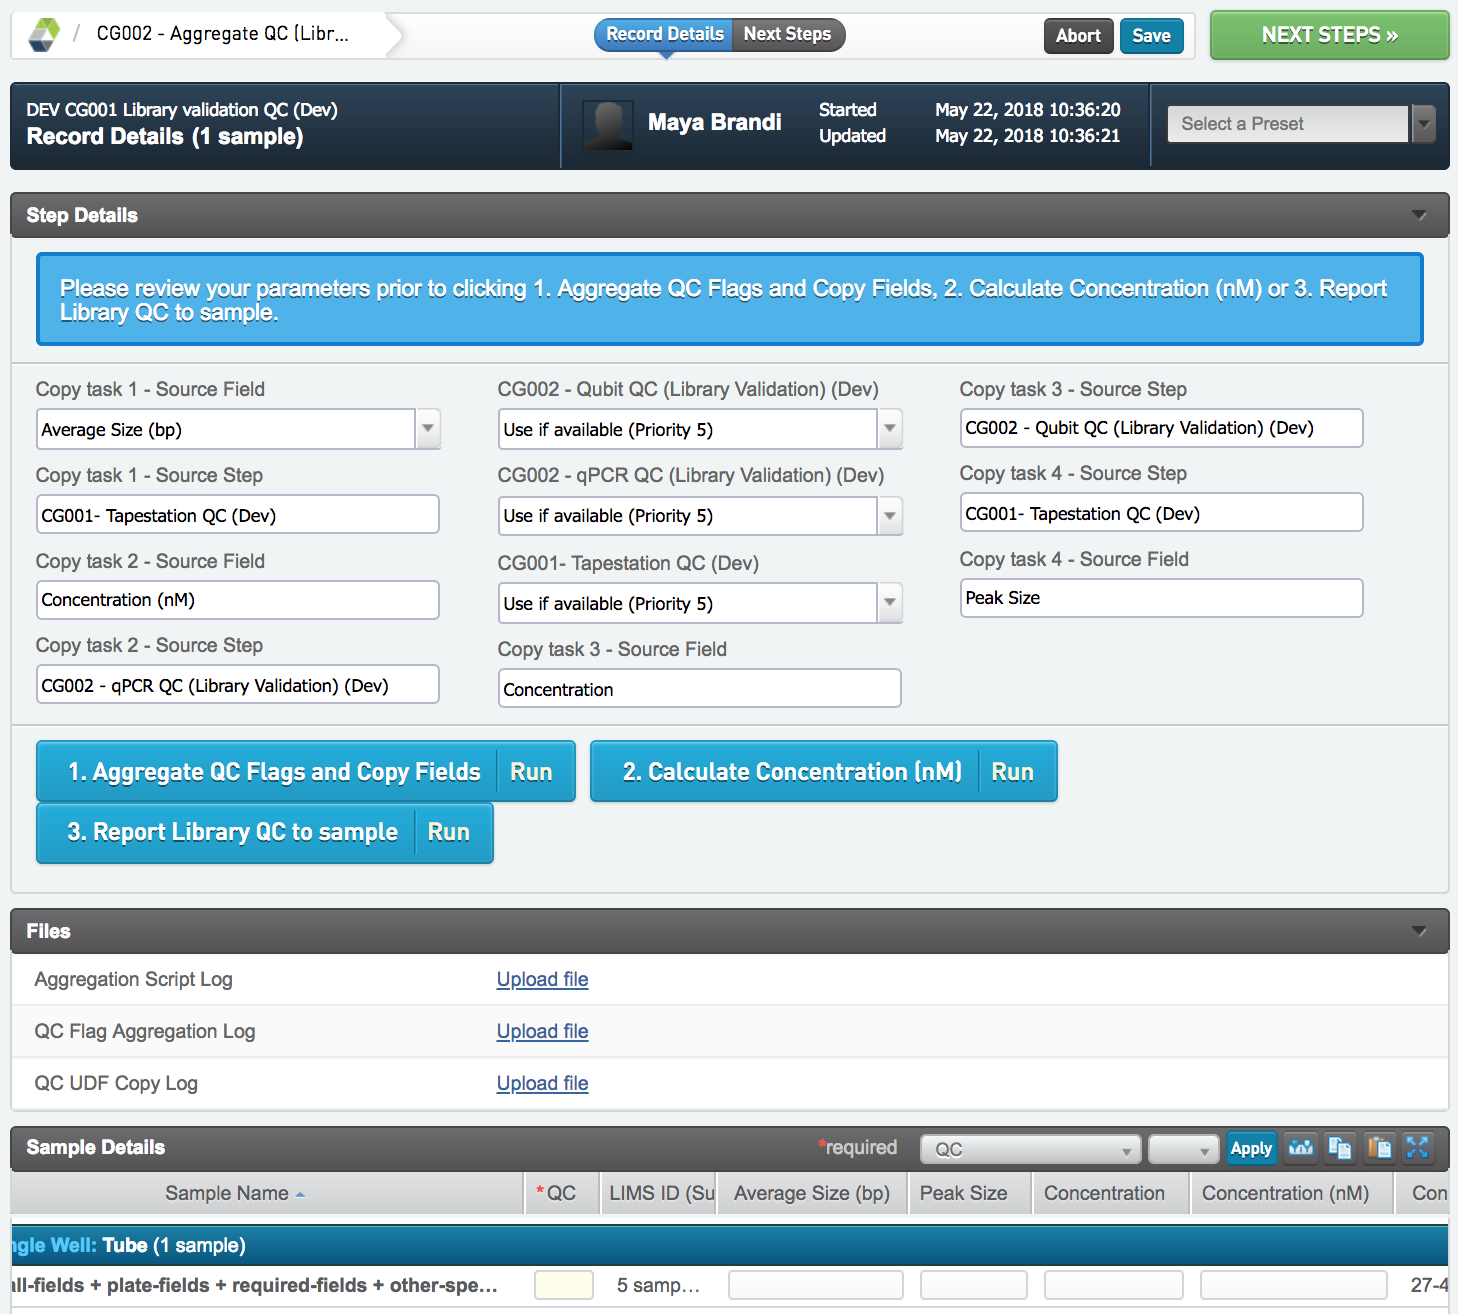 / CG002 - Aggregate QC (Libr...
Record Details Next Steps
Abort Save NEXT STEPS »
DEV CG001 Library validation QC (Dev)
Record Details (1 sample)
Maya Brandi
Started May 22, 2018 10:36:20
Updated May 22, 2018 10:36:21
Select a Preset
Step Details
Please review your parameters prior to clicking 1. Aggregate QC Flags and Copy Fields, 2. Calculate Concentration (nM) or 3. Report
Library QC to sample.
Copy task 1 - Source Field
Average Size (bp)
Copy task 1 - Source Step
CG001- Tapestation QC (Dev)
Copy task 2 - Source Field
Concentration (nM)
Copy task 2 - Source Step
CG002 - qPCR QC (Library Validation) (Dev)
CG002 - Qubit QC (Library Validation) (Dev)
Use if available (Priority 5)
CG002 - qPCR QC (Library Validation) (Dev)
Use if available (Priority 5)
CG001- Tapestation QC (Dev)
Use if available (Priority 5)
Copy task 3 - Source Field
Concentration
Copy task 3 - Source Step
CG002 - Qubit QC (Library Validation) (Dev)
Copy task 4 - Source Step
CG001- Tapestation QC (Dev)
Copy task 4 - Source Field
Peak Size
1. Aggregate QC Flags and Copy Fields Run
2. Calculate Concentration (nM) Run
3. Report Library QC to sample Run
Files
Aggregation Script Log Upload file
QC Flag Aggregation Log Upload file
QC UDF Copy Log Upload file
Sample Details *required QC Apply
Sample Name *QC LIMS ID (Su Average Size (bp) Peak Size Concentration Concentration (nM) Con
ngle Well: Tube (1 sample)
all-fields + plate-fields + required-fields + other-spe... 5 samp... 27-4